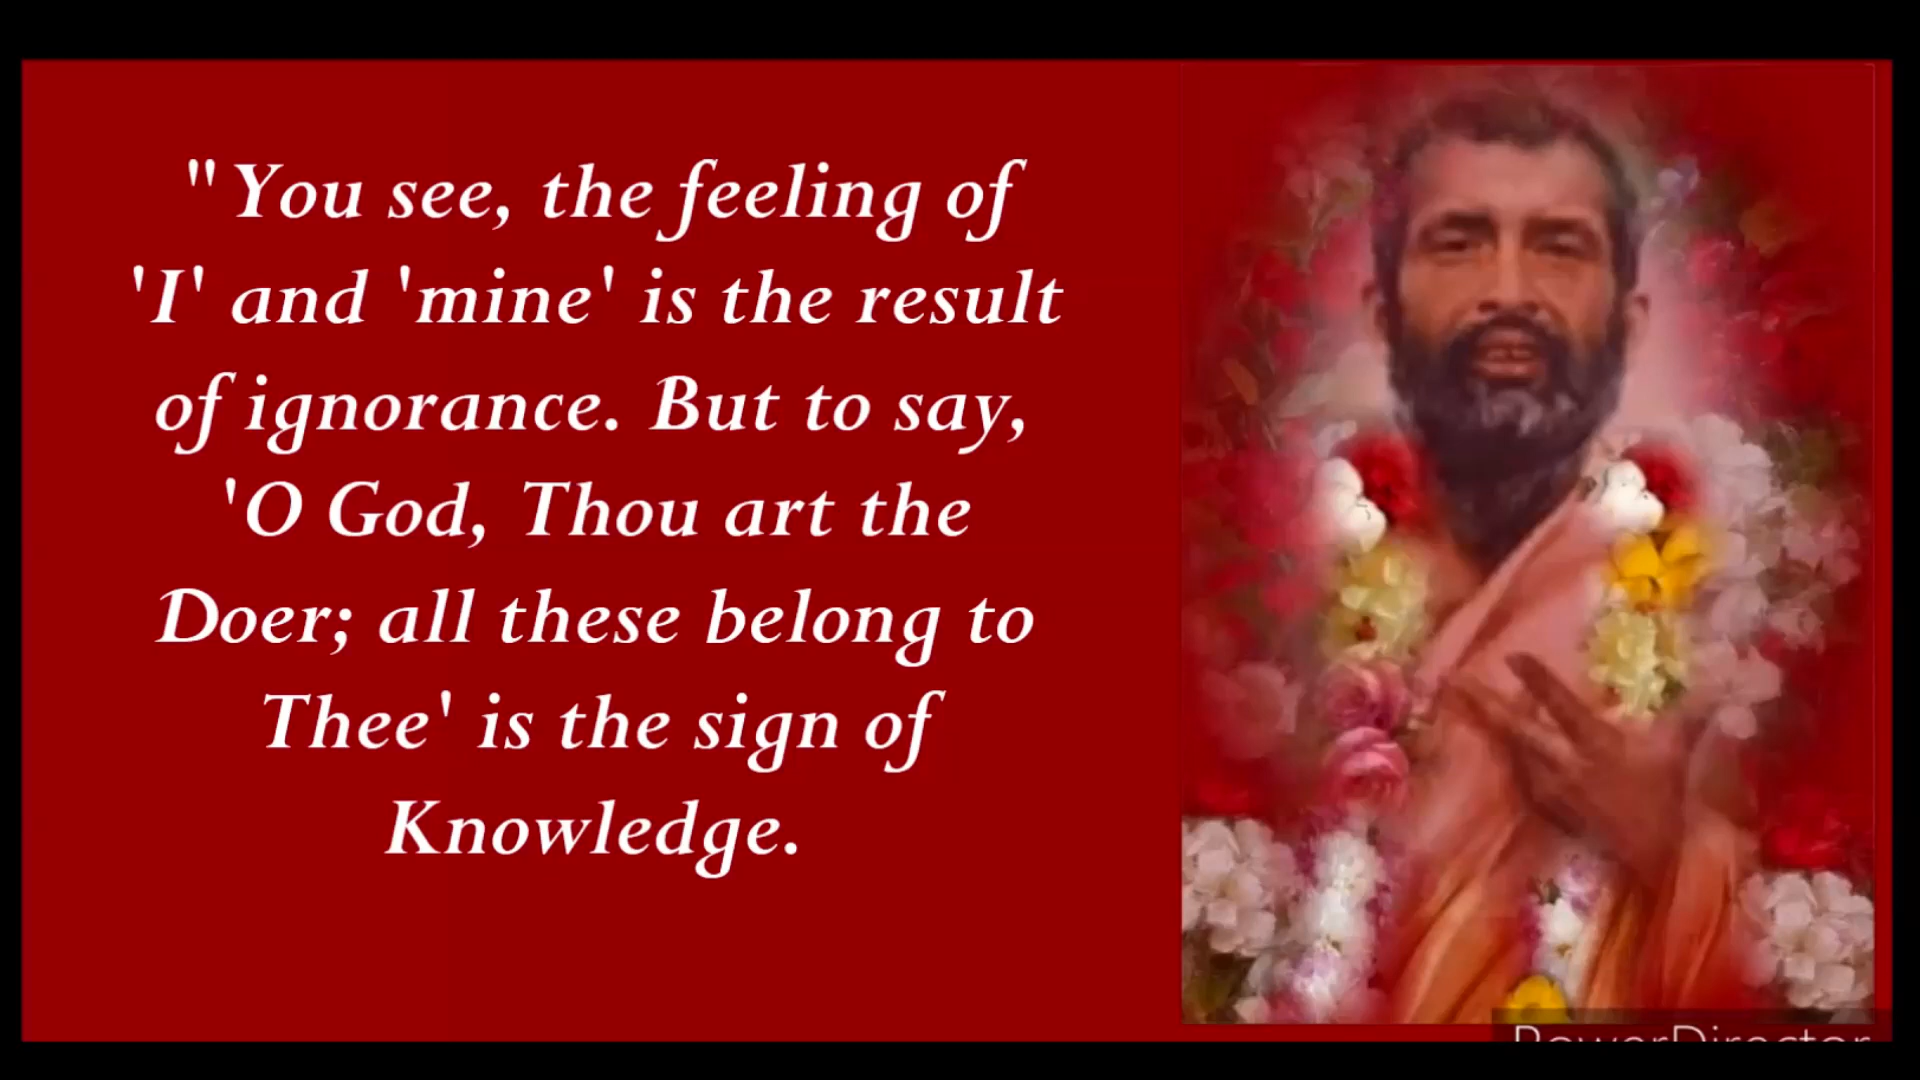 "You see, the feeling of
'I' and 'mine' is the result
of ignorance. But to say,
'O God, Thou art the
Doer; all these belong to
Thee' is the sign of
Knowledge.
PowerDirector